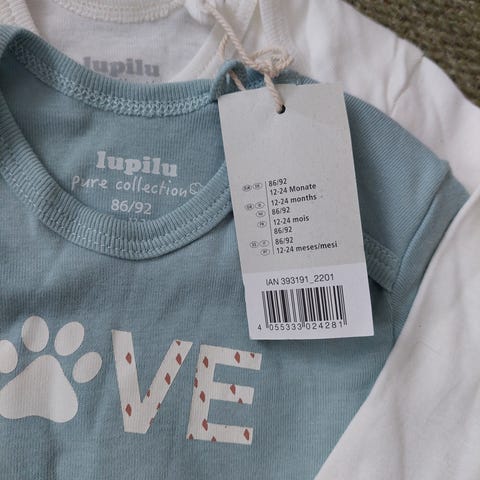 lupilu
lupilu
pure collection
86/92
86/92
12-24 Monate
12-24 months
86/92
12-24 mois
86/92
86/92
12-24 meses/mesi
IAN 393191_2201
4 055333 024281
VE